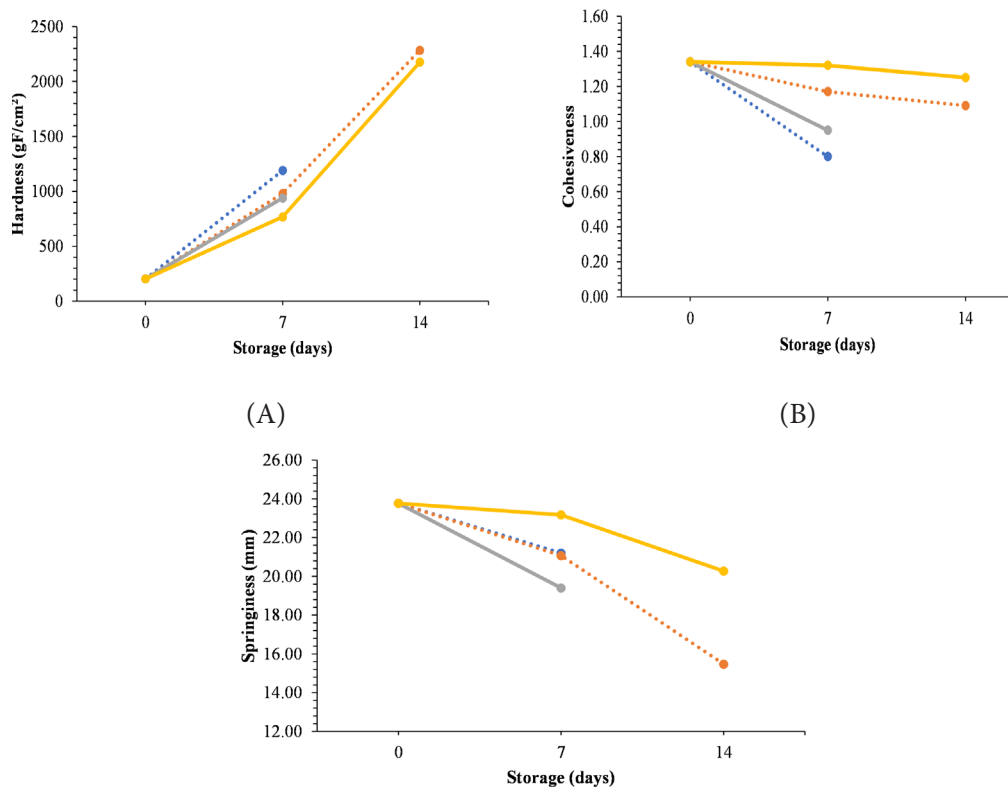 2500
2000
1500
1000
500
0
Hardness (gF/cm²)
0 7 14
Storage (days)
(A)
1.60
1.40
1.20
1.00
0.80
0.60
0.40
0.20
0.00
Cohesiveness
0 7 14
Storage (days)
(B)
26.00
24.00
22.00
20.00
18.00
16.00
14.00
12.00
Springiness (mm)
0 7 14
Storage (days)